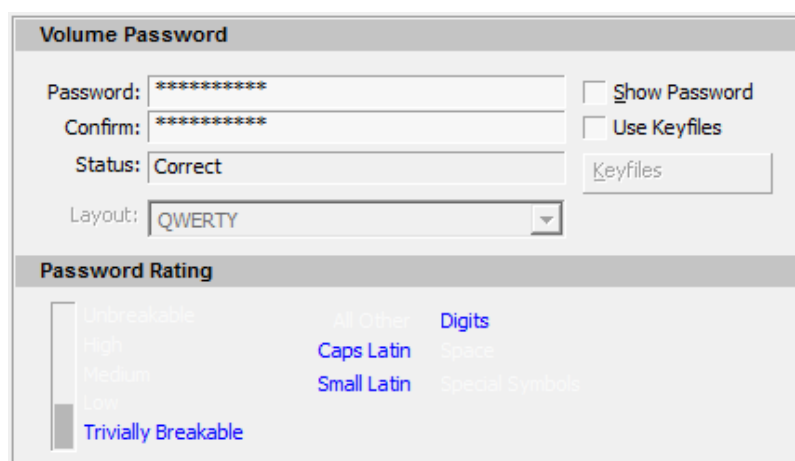 Volume Password
Password: ********** Show Password
Confirm: ********** Use Keyfiles
Status: Correct Keyfiles
Layout: QWERTY
Password Rating
Unbreakable All Other Digits
High Caps Latin Space
Medium Small Latin Special Symbols
Low
Trivially Breakable